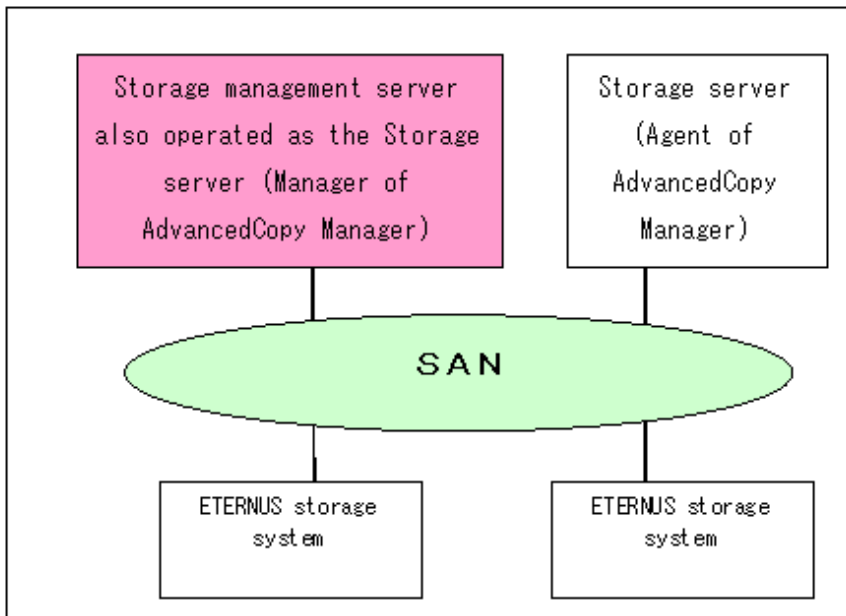 Storage management server
also operated as the Storage
server (Manager of
AdvancedCopy Manager)
Storage server
(Agent of
AdvancedCopy
Manager)
SAN
ETERNUS storage
system
ETERNUS storage
system